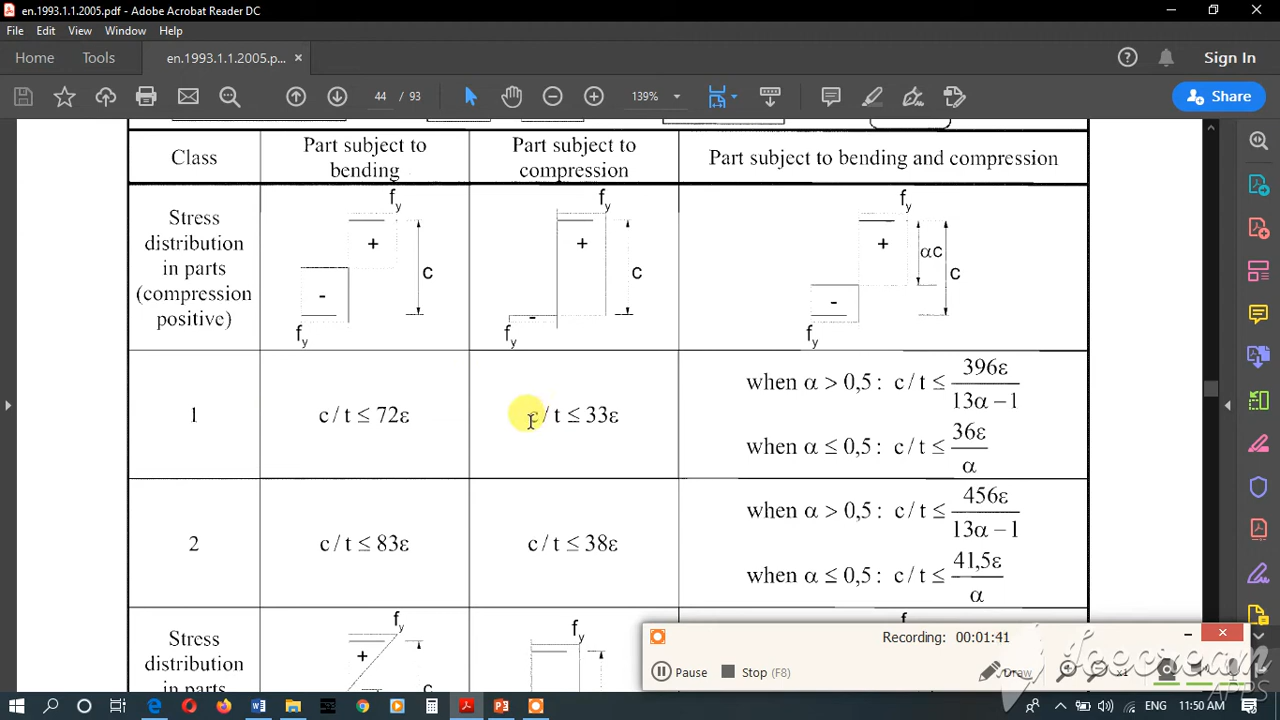 en.1993.1.1.2005.pdf - Adobe Acrobat Reader DC
File Edit View Window Help
Home Tools en.1993.1.1.2005.p... × Sign In
44 / 93 139% Share
Class Part subject to bending Part subject to compression Part subject to bending and compression
Stress distribution in parts (compression positive)
fy + c - fy
fy + c - fy
fy + αc c - fy
1 c / t ≤ 72ε c / t ≤ 33ε when α > 0,5 : c / t ≤ 396ε / 13α − 1
when α ≤ 0,5 : c / t ≤ 36ε / α
2 c / t ≤ 83ε c / t ≤ 38ε when α > 0,5 : c / t ≤ 456ε / 13α − 1
when α ≤ 0,5 : c / t ≤ 41,5ε / α
Stress distribution in parts
fy + c
fy
Recording: 00:01:41
Pause Stop (F8) Draw x1
icecream APPS
11:50 AM